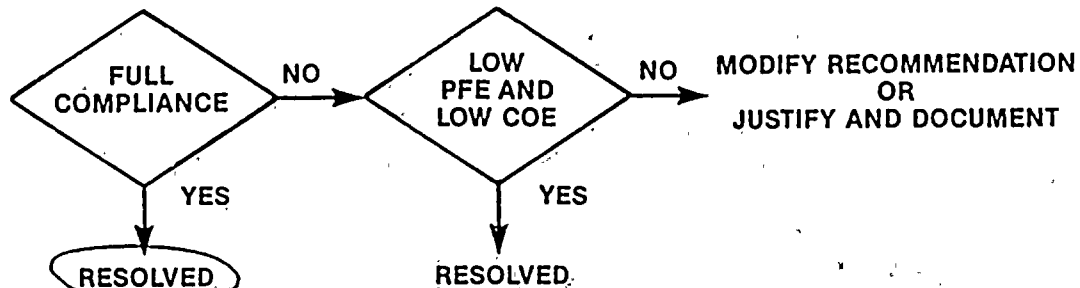 FULL
COMPLIANCE
NO
LOW
PFE AND
LOW COE
NO
MODIFY RECOMMENDATION
OR
JUSTIFY AND DOCUMENT
YES
YES
RESOLVED
RESOLVED